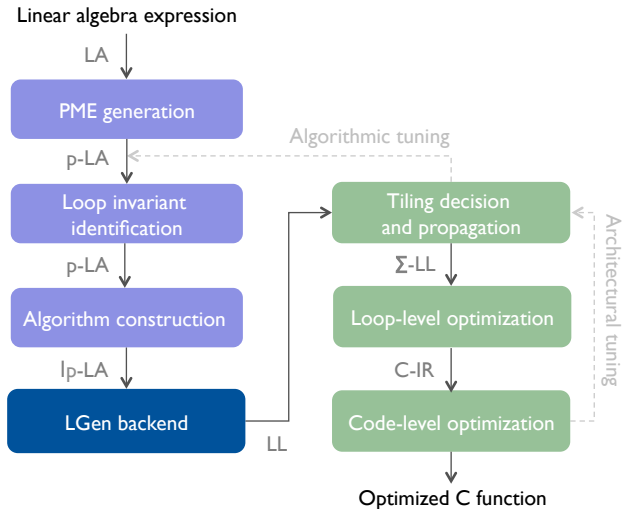 Linear algebra expression
LA
PME generation
p-LA
Loop invariant
identification
p-LA
Algorithm construction
lp-LA
LGen backend
LL
Algorithmic tuning
Tiling decision
and propagation
Σ-LL
Loop-level optimization
C-IR
Code-level optimization
Architectural tuning
Optimized C function